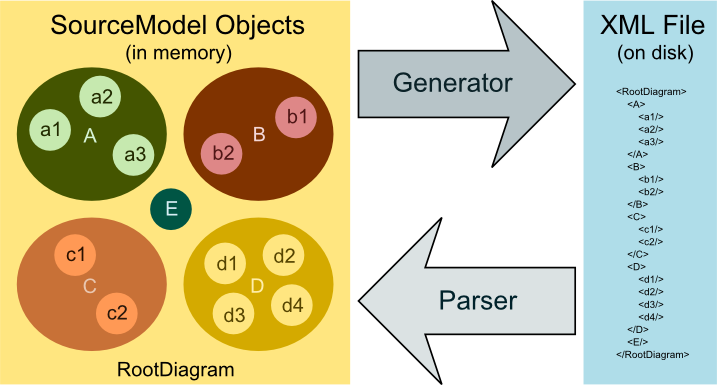 SourceModel Objects
(in memory)
a2
a1
A
a3
b1
B
b2
E
c1
C
c2
d1
d2
D
d3
d4
RootDiagram
Generator
Parser
XML File
(on disk)
<RootDiagram>
<A>
<a1/>
<a2/>
<a3/>
</A>
<B>
<b1/>
<b2/>
</B>
<C>
<c1/>
<c2/>
</C>
<D>
<d1/>
<d2/>
<d3/>
<d4/>
</D>
<E/>
</RootDiagram>